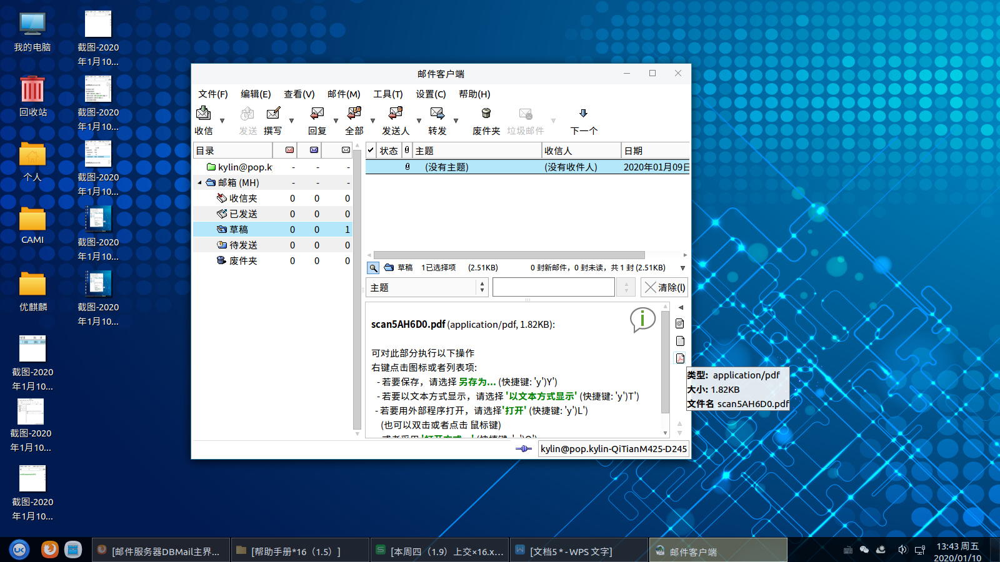 我的电脑
回收站
个人
CAMI
优麒麟
截图-2020
年1月10...
截图-2020
年1月10...
截图-2020
年1月10...
截图-2020
年1月10...
截图-2020
年1月10...
截图-2020
年1月10...
截图-2020
年1月10...
截图-2020
年1月10...
邮件客户端
文件(F) 编辑(E) 查看(V) 邮件(M) 工具(T) 设置(C) 帮助(H)
收信 发送 撰写 回复 全部 发送人 转发 废件夹 垃圾邮件 下一个
目录
kylin@pop.ky - - -
邮箱 (MH) - - -
收信夹 0 0 0
已发送 0 0 0
草稿 0 0 1
待发送 0 0 0
废件夹 0 0 0
状态 主题 收信人 日期
(没有主题) (没有收件人) 2020年01月09日
草稿 1已选择项 (2.51KB) 0 封新邮件，0 封未读，共 1 封 (2.51KB)
主题 清除(I)
scan5AH6D0.pdf (application/pdf, 1.82KB):
可对此部分执行以下操作
右键点击图标或者列表项:
- 若要保存，请选择 另存为... (快捷键: 'y')Y')
- 若要以文本方式显示，请选择 '以文本方式显示' (快捷键: 'y')T')
- 若要用外部程序打开，请选择'打开' (快捷键: 'y')L')
(也可以双击或者点击 鼠标键)
类型: application/pdf
大小: 1.82KB
文件名 scan5AH6D0.pdf
kylin@pop.kylin-QiTianM425-D245
UK
[邮件服务器DBMail主界...
[帮助手册*16（1.5）]
[本周四（1.9）上交×16.x...
[文档5 * - WPS 文字]
邮件客户端
13:43 周五
2020/01/10